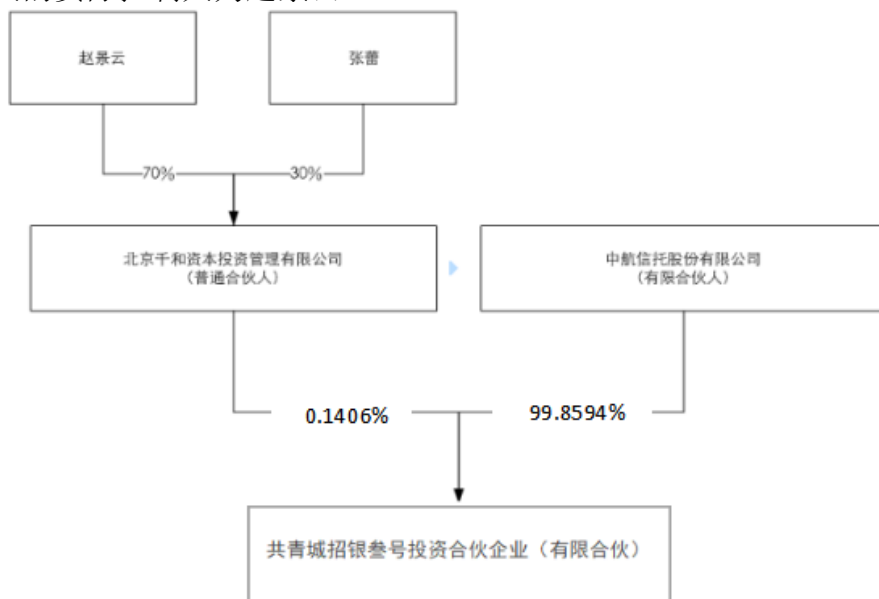 赵景云
张蕾
70%
30%
北京千和资本投资管理有限公司
（普通合伙人）
中航信托股份有限公司
（有限合伙人）
0.1406%
99.8594%
共青城招银叁号投资合伙企业（有限合伙）